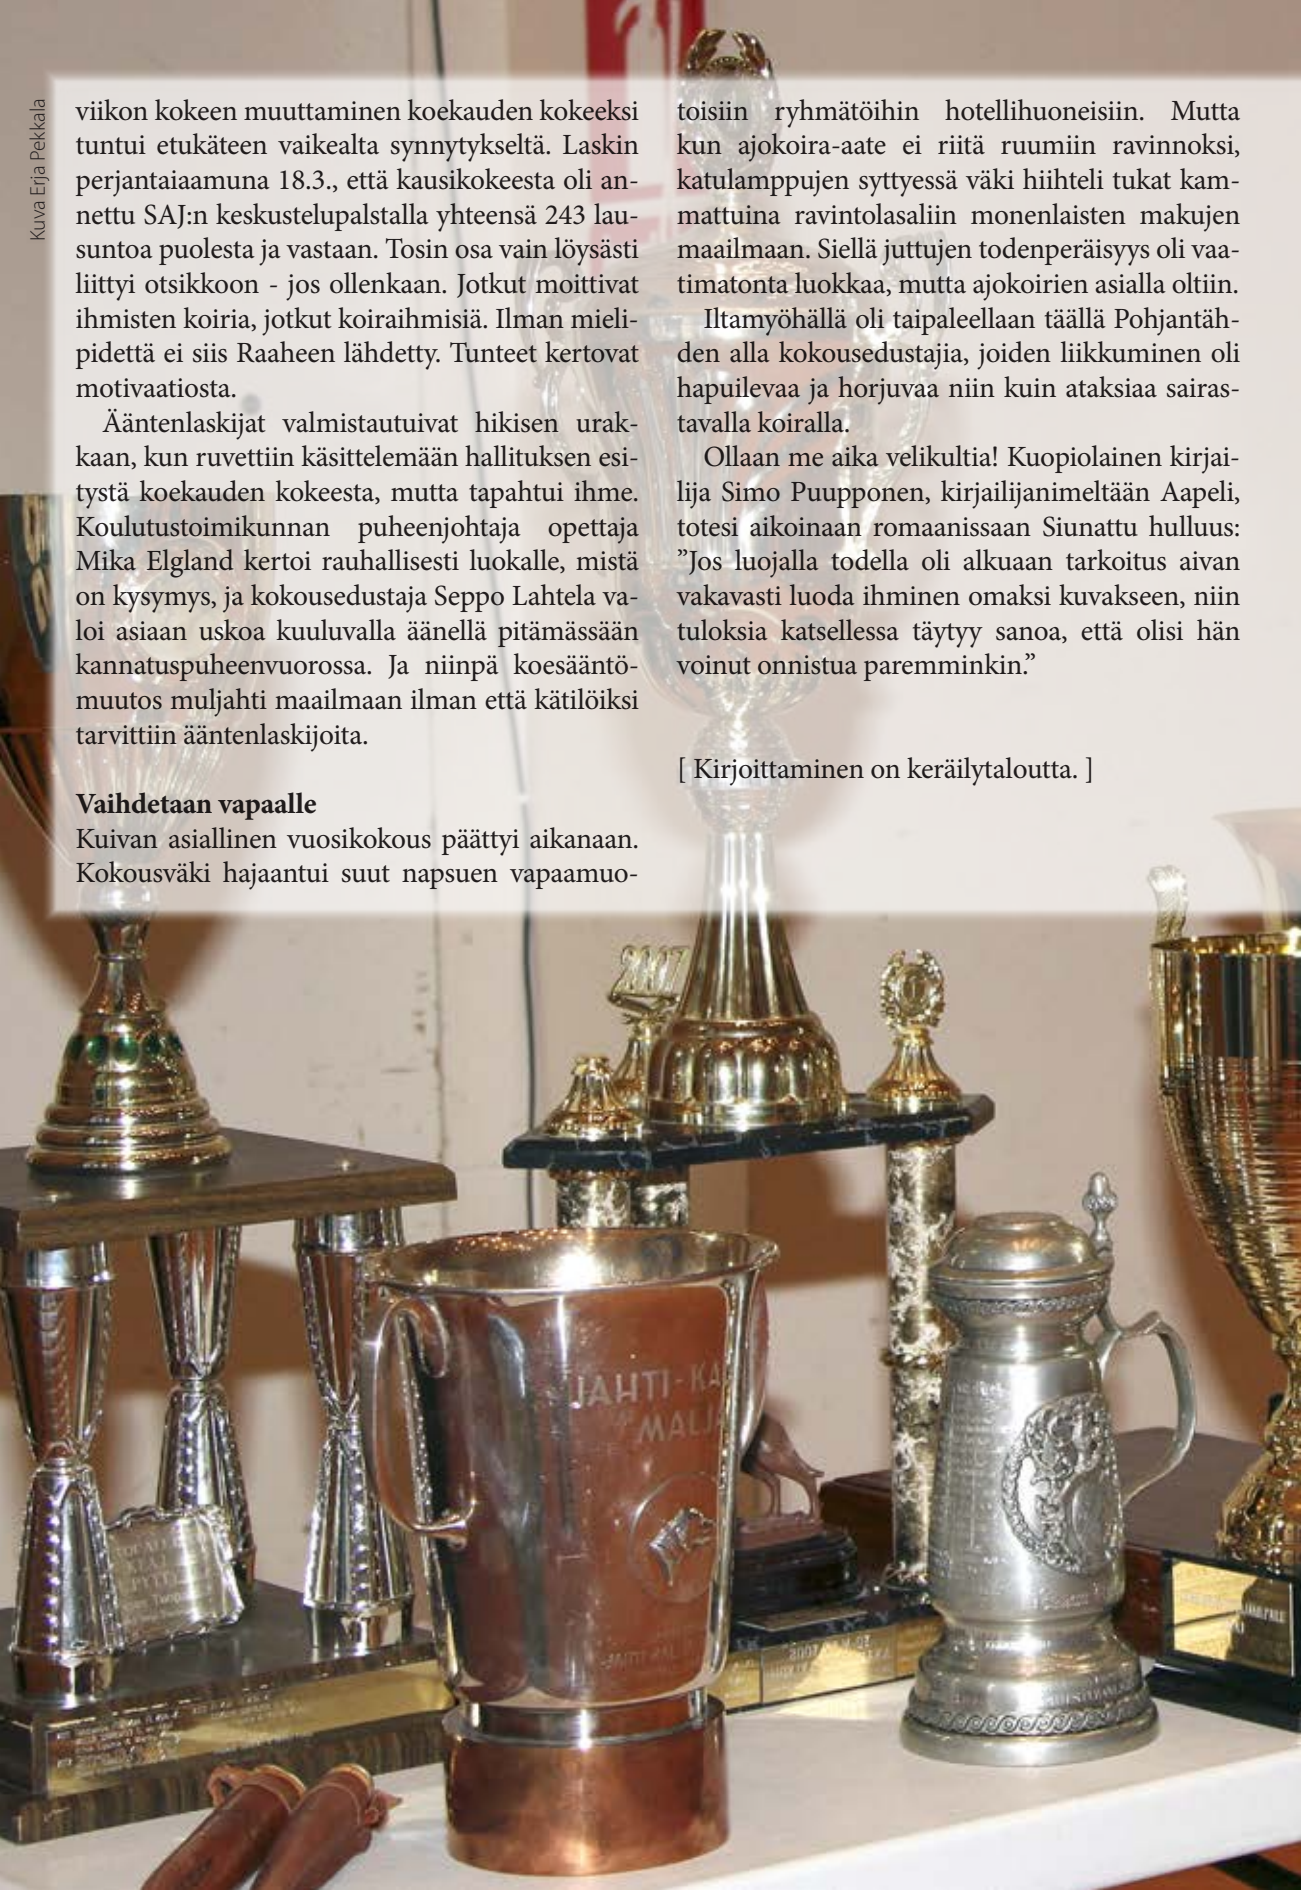 Kuva Erja Pekkala
viikon kokeen muuttaminen koekauden kokeeksi
tuntui etukäteen vaikealta synnytykseltä. Laskin
perjantaiaamuna 18.3., että kausikokeesta oli an-
nettu SAJ:n keskustelupalstalla yhteensä 243 lau-
suntoa puolesta ja vastaan. Tosin osa vain löysästi
liittyi otsikkoon - jos ollenkaan. Jotkut moittivat
ihmisten koiria, jotkut koiraihmisiä. Ilman mieli-
pidettä ei siis Raaheen lähdetty. Tunteet kertovat
motivaatiosta.
Ääntenlaskijat valmistautuivat hikisen urak-
kaan, kun ruvettiin käsittelemään hallituksen esi-
tystä koekauden kokeesta, mutta tapahtui ihme.
Koulutustoimikunnan puheenjohtaja opettaja
Mika Elgland kertoi rauhallisesti luokalle, mistä
on kysymys, ja kokousedustaja Seppo Lahtela va-
loi asiaan uskoa kuuluvalla äänellä pitämässään
kannatuspuheenvuorossa. Ja niinpä koesääntö-
muutos muljahti maailmaan ilman että kätilöiksi
tarvittiin ääntenlaskijoita.
Vaihdetaan vapaalle
Kuivan asiallinen vuosikokous päättyi aikanaan.
Kokousväki hajaantui suut napsuen vapaamuo-
toisiin ryhmätöihin hotellihuoneisiin. Mutta
kun ajokoira-aate ei riitä ruumiin ravinnoksi,
katulamppujen syttyessä väki hiihteli tukat kam-
mattuina ravintolasaliin monenlaisten makujen
maailmaan. Siellä juttujen todenperäisyys oli vaa-
timatonta luokkaa, mutta ajokoirien asialla oltiin.
Iltamyöhällä oli taipaleellaan täällä Pohjantäh-
den alla kokousedustajia, joiden liikkuminen oli
hapuilevaa ja horjuvaa niin kuin ataksiaa sairas-
tavalla koiralla.
Ollaan me aika velikultia! Kuopiolainen kirjai-
lija Simo Puupponen, kirjailijanimeltään Aapeli,
totesi aikoinaan romaanissaan Siunattu hulluus:
”Jos luojalla todella oli alkuaan tarkoitus aivan
vakavasti luoda ihminen omaksi kuvakseen, niin
tuloksia katsellessa täytyy sanoa, että olisi hän
voinut onnistua paremminkin.”
[ Kirjoittaminen on keräilytaloutta. ]
2007
MALJA